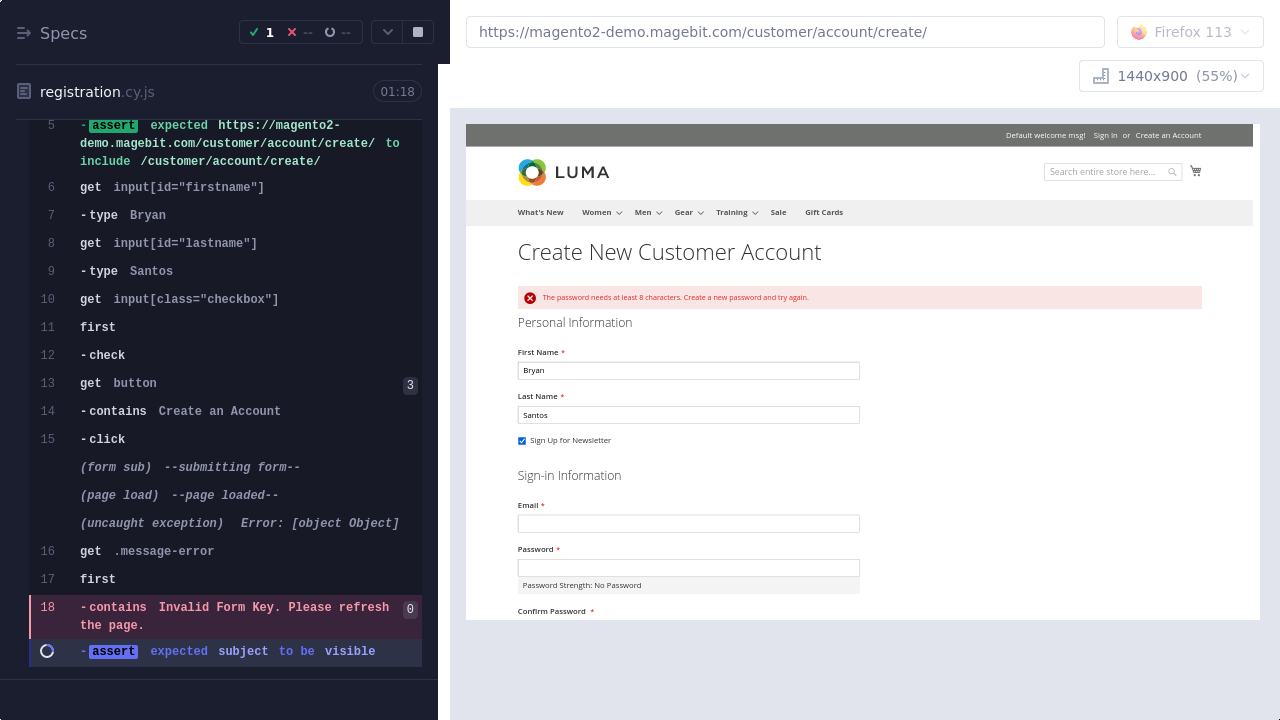 Specs
1 -- --
registration.cy.js 01:18
5 -assert expected https://magento2-
demo.magebit.com/customer/account/create/ to
include /customer/account/create/
6 get input[id="firstname"]
7 -type Bryan
8 get input[id="lastname"]
9 -type Santos
10 get input[class="checkbox"]
11 first
12 -check
13 get button 3
14 -contains Create an Account
15 -click
(form sub) --submitting form--
(page load) --page loaded--
(uncaught exception) Error: [object Object]
16 get .message-error
17 first
18 -contains Invalid Form Key. Please refresh 0
the page.
-assert expected subject to be visible
https://magento2-demo.magebit.com/customer/account/create/
Firefox 113
1440x900 (55%)
Default welcome msg! Sign In or Create an Account
LUMA
Search entire store here...
What's New Women Men Gear Training Sale Gift Cards
Create New Customer Account
The password needs at least 8 characters. Create a new password and try again.
Personal Information
First Name *
Bryan
Last Name *
Santos
Sign Up for Newsletter
Sign-in Information
Email *
Password *
Password Strength: No Password
Confirm Password *